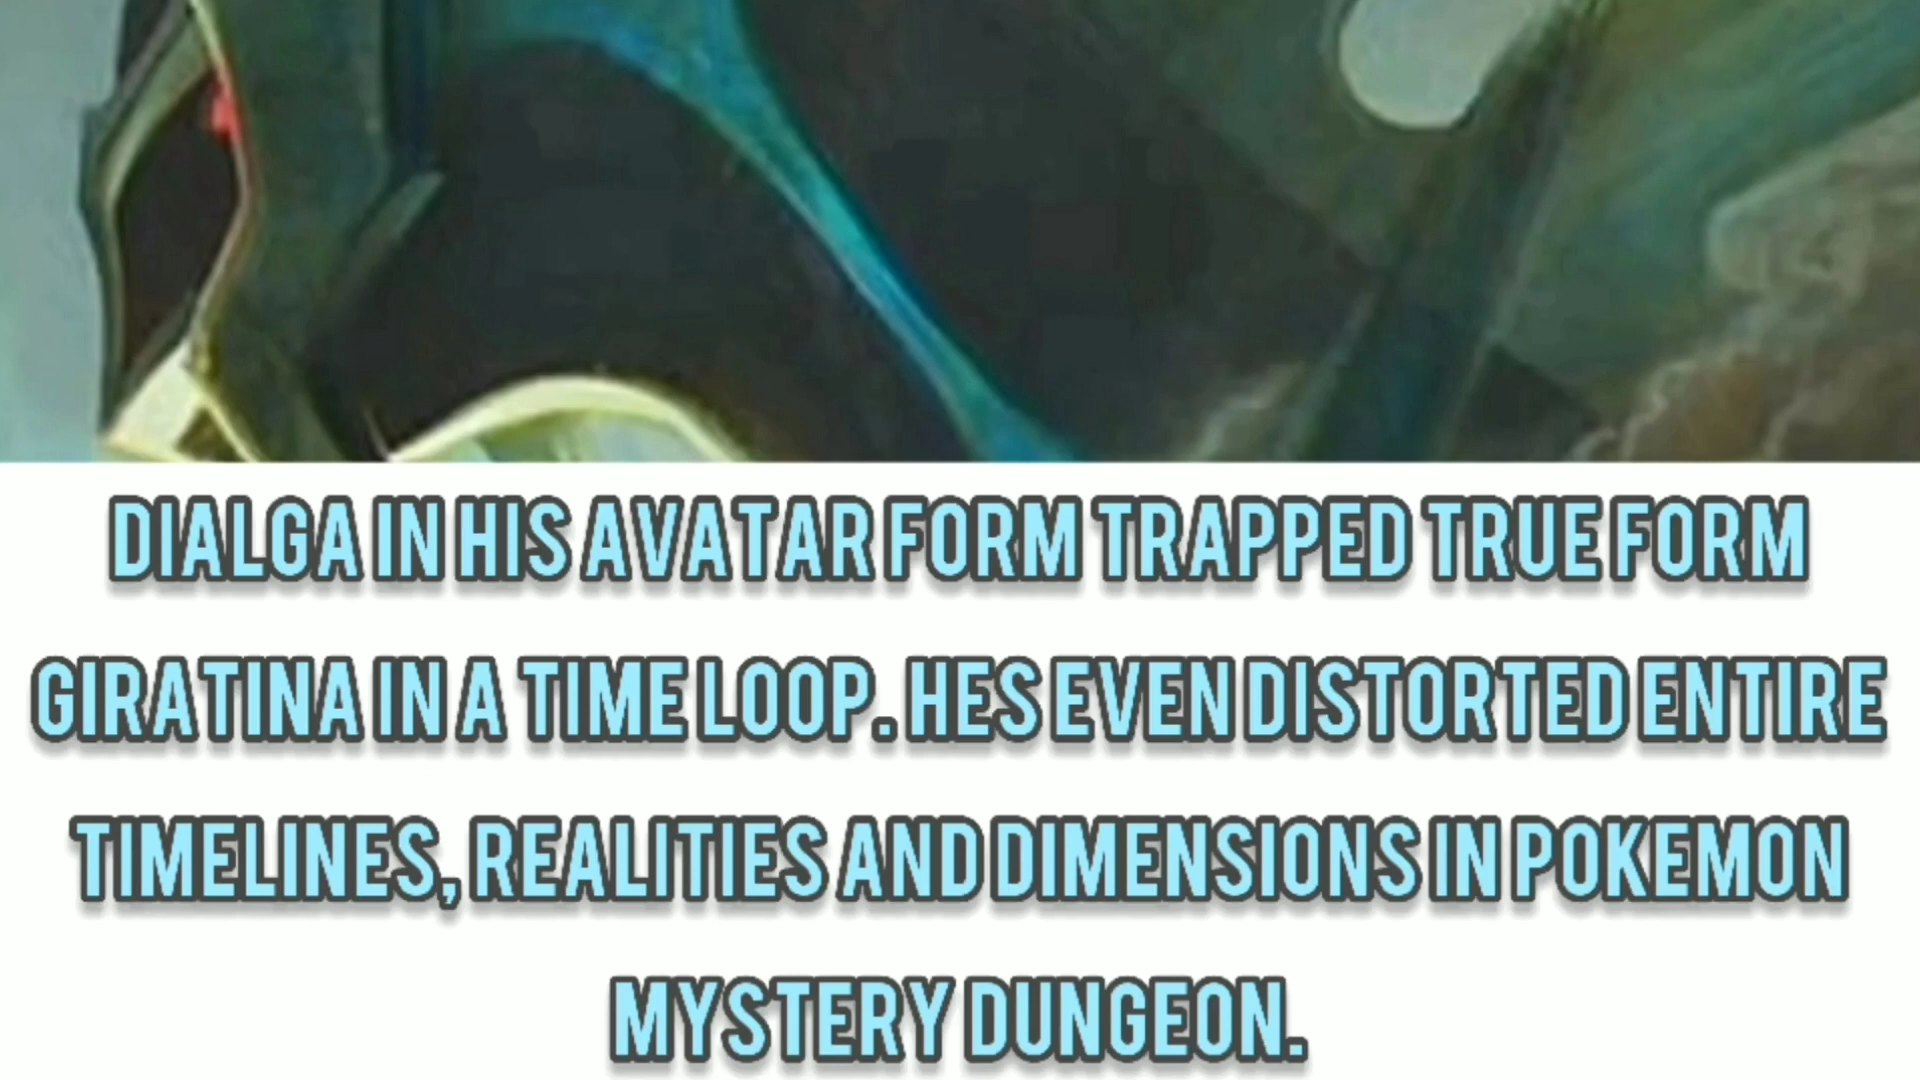 DIALGA IN HIS AVATAR FORM TRAPPED TRUE FORM
GIRATINA IN A TIME LOOP. HES EVEN DISTORTED ENTIRE
TIMELINES, REALITIES AND DIMENSIONS IN POKEMON
MYSTERY DUNGEON.